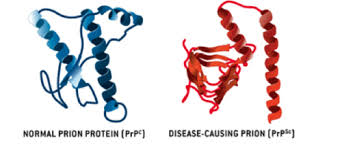 NORMAL PRION PROTEIN (PrPᶜ)
DISEASE-CAUSING PRION (PrPˢᶜ)